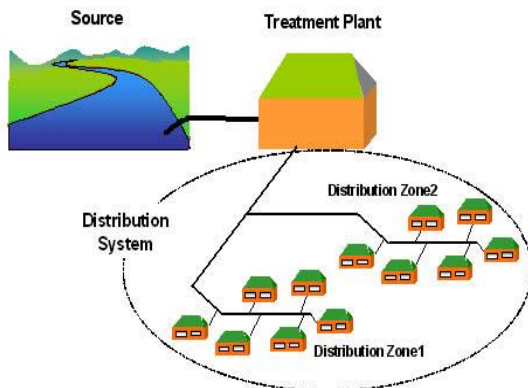 Source
Treatment Plant
Distribution Zone2
Distribution
System
Distribution Zone1